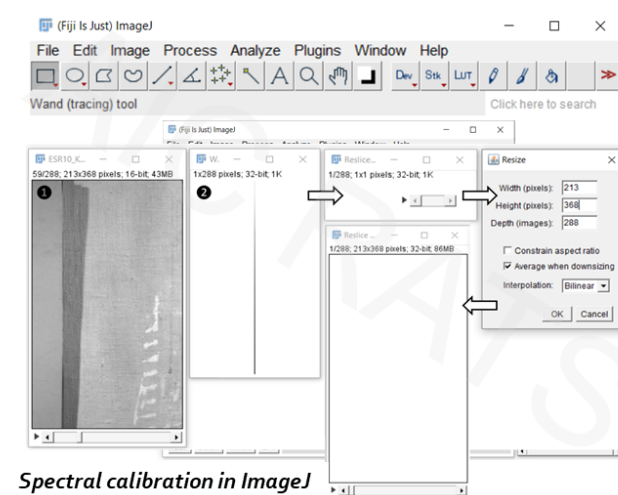 (Fiji Is Just) ImageJ
File Edit Image Process Analyze Plugins Window Help
Dev Stk LUT
Wand (tracing) tool
Click here to search
(Fiji Is Just) ImageJ
ESR10_K...
59/288; 213x368 pixels; 16-bit; 43MB
1
W.
1x288 pixels; 32-bit; 1K
2
Reslice...
1/288; 1x1 pixels; 32-bit; 1K
Reslice ...
1/288; 213x368 pixels; 32-bit; 86MB
Resize
Width (pixels): 213
Height (pixels): 368
Depth (images): 288
Constrain aspect ratio
Average when downsizing
Interpolation: Bilinear
OK Cancel
Spectral calibration in ImageJ